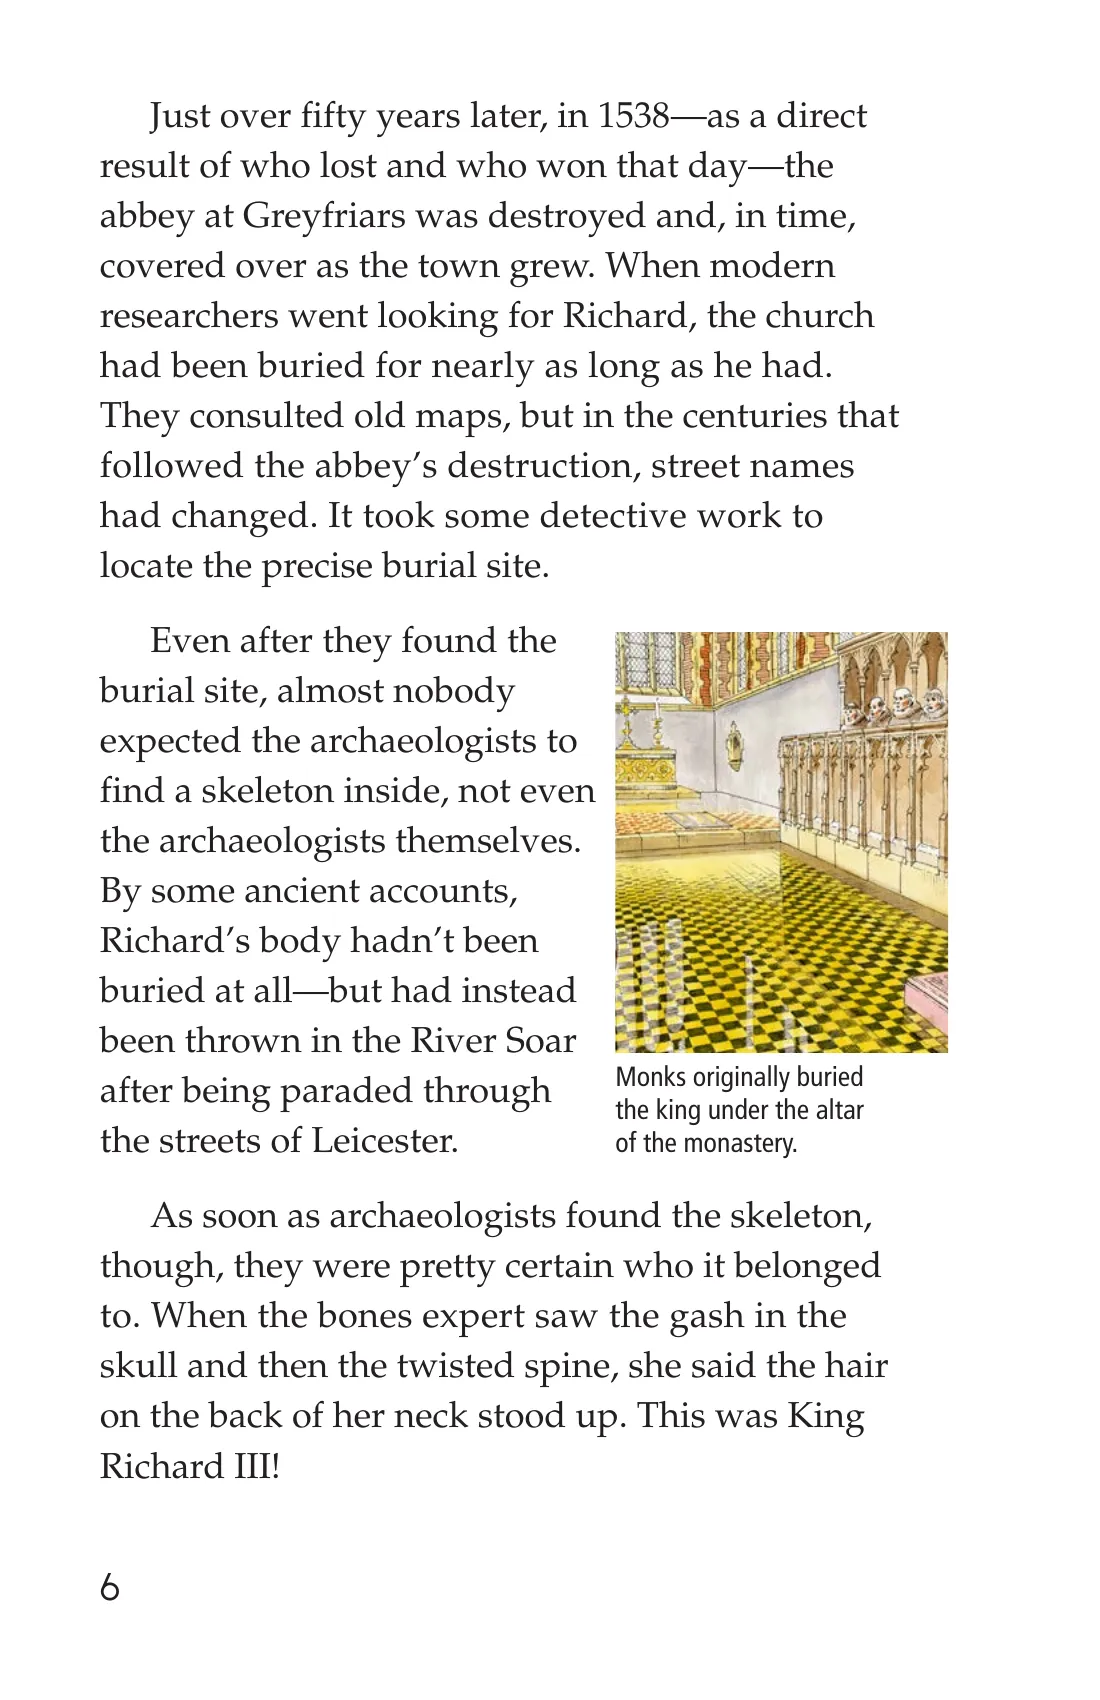 Just over fifty years later, in 1538—as a direct
result of who lost and who won that day—the
abbey at Greyfriars was destroyed and, in time,
covered over as the town grew. When modern
researchers went looking for Richard, the church
had been buried for nearly as long as he had.
They consulted old maps, but in the centuries that
followed the abbey’s destruction, street names
had changed. It took some detective work to
locate the precise burial site.
Even after they found the
burial site, almost nobody
expected the archaeologists to
find a skeleton inside, not even
the archaeologists themselves.
By some ancient accounts,
Richard’s body hadn’t been
buried at all—but had instead
been thrown in the River Soar
after being paraded through
the streets of Leicester.
Monks originally buried
the king under the altar
of the monastery.
As soon as archaeologists found the skeleton,
though, they were pretty certain who it belonged
to. When the bones expert saw the gash in the
skull and then the twisted spine, she said the hair
on the back of her neck stood up. This was King
Richard III!
6